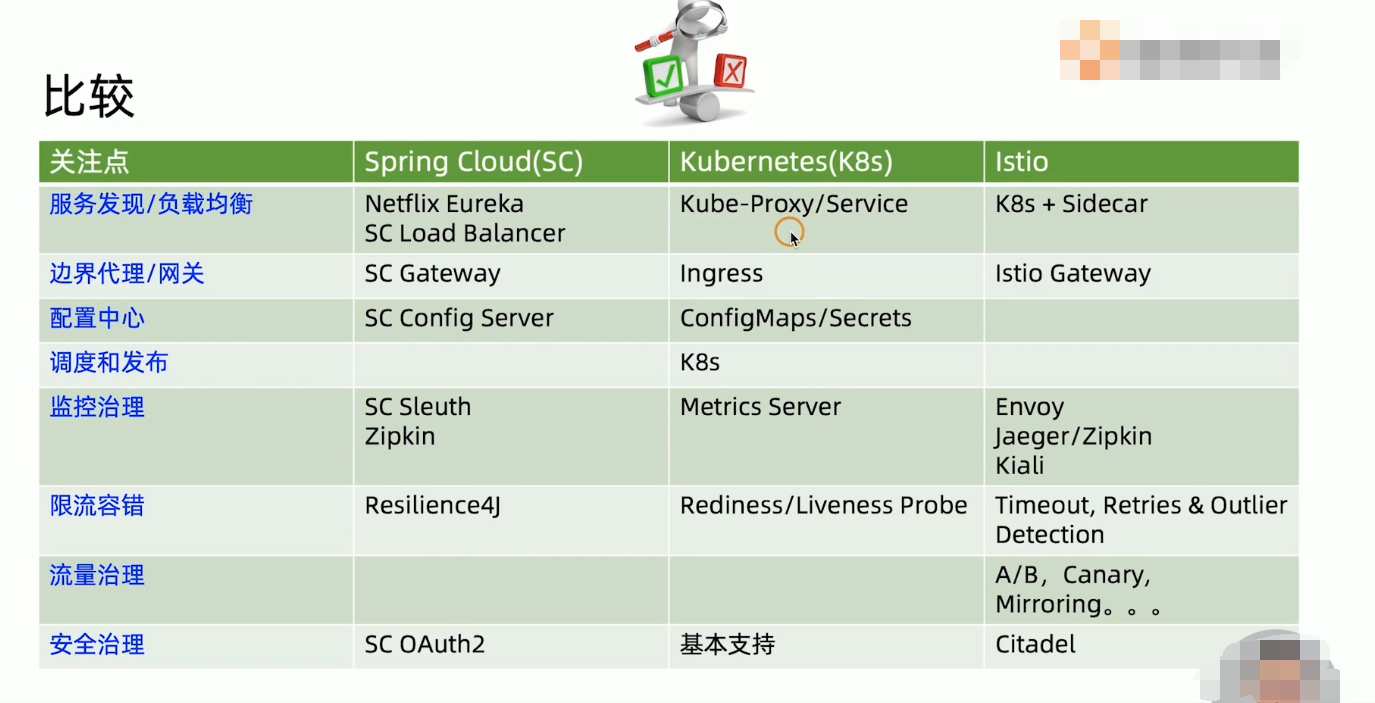 比较
关注点 Spring Cloud(SC) Kubernetes(K8s) Istio
服务发现/负载均衡 Netflix Eureka Kube-Proxy/Service K8s + Sidecar
SC Load Balancer
边界代理/网关 SC Gateway Ingress Istio Gateway
配置中心 SC Config Server ConfigMaps/Secrets
调度和发布 K8s
监控治理 SC Sleuth Metrics Server Envoy
Zipkin Jaeger/Zipkin
Kiali
限流容错 Resilience4J Rediness/Liveness Probe Timeout, Retries & Outlier
Detection
流量治理 A/B，Canary,
Mirroring。。。
安全治理 SC OAuth2 基本支持 Citadel